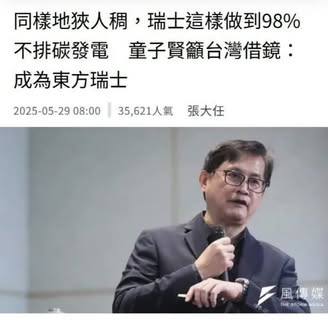 同樣地狹人稠，瑞士這樣做到98%
不排碳發電　童子賢籲台灣借鏡：
成為東方瑞士
2025-05-29 08:00 ‖ 35,621人氣　張大任
風傳媒
THE STORM MEDIA